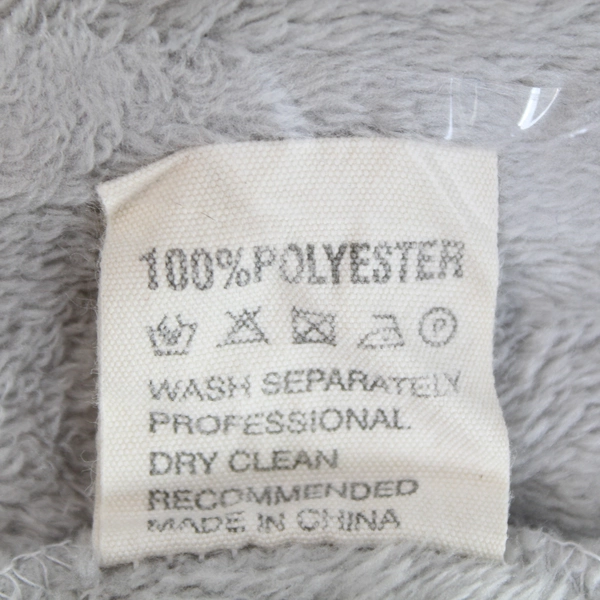 100%POLYESTER
P
WASH SEPARATELY
PROFESSIONAL
DRY CLEAN
RECOMMENDED
MADE IN CHINA